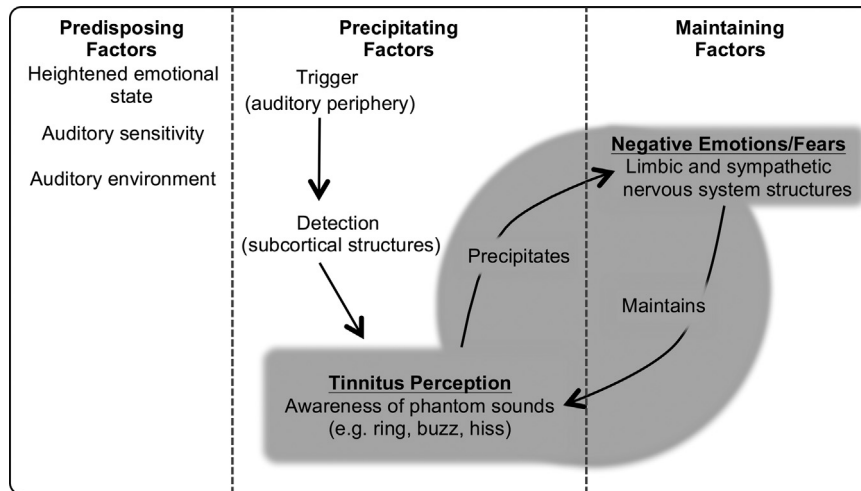 Predisposing
Factors
Heightened emotional
state
Auditory sensitivity
Auditory environment
Precipitating
Factors
Trigger
(auditory periphery)
Detection
(subcortical structures)
Precipitates
Tinnitus Perception
Awareness of phantom sounds
(e.g. ring, buzz, hiss)
Maintaining
Factors
Negative Emotions/Fears
Limbic and sympathetic
nervous system structures
Maintains